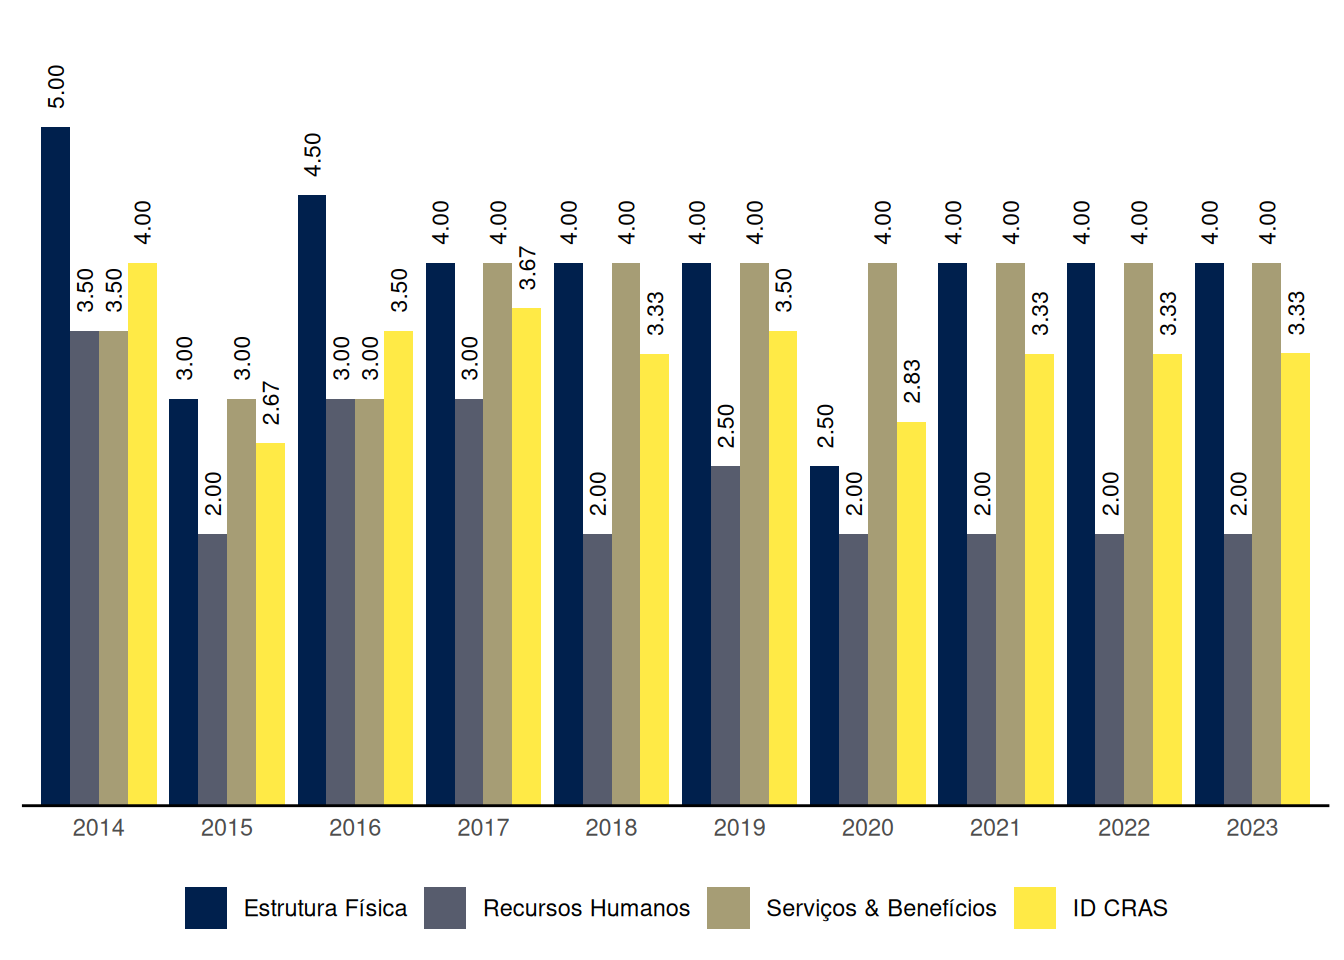 5.00 3.50 3.50 4.00 3.00 2.00 3.00 2.67 4.50 3.00 3.00 3.50 4.00 3.00 4.00 3.67 4.00 2.00 4.00 3.33 4.00 2.50 4.00 3.50 2.50 2.00 4.00 2.83 4.00 2.00 4.00 3.33 4.00 2.00 4.00 3.33 4.00 2.00 4.00 3.33
2014 2015 2016 2017 2018 2019 2020 2021 2022 2023
Estrutura Física Recursos Humanos Serviços & Benefícios ID CRAS